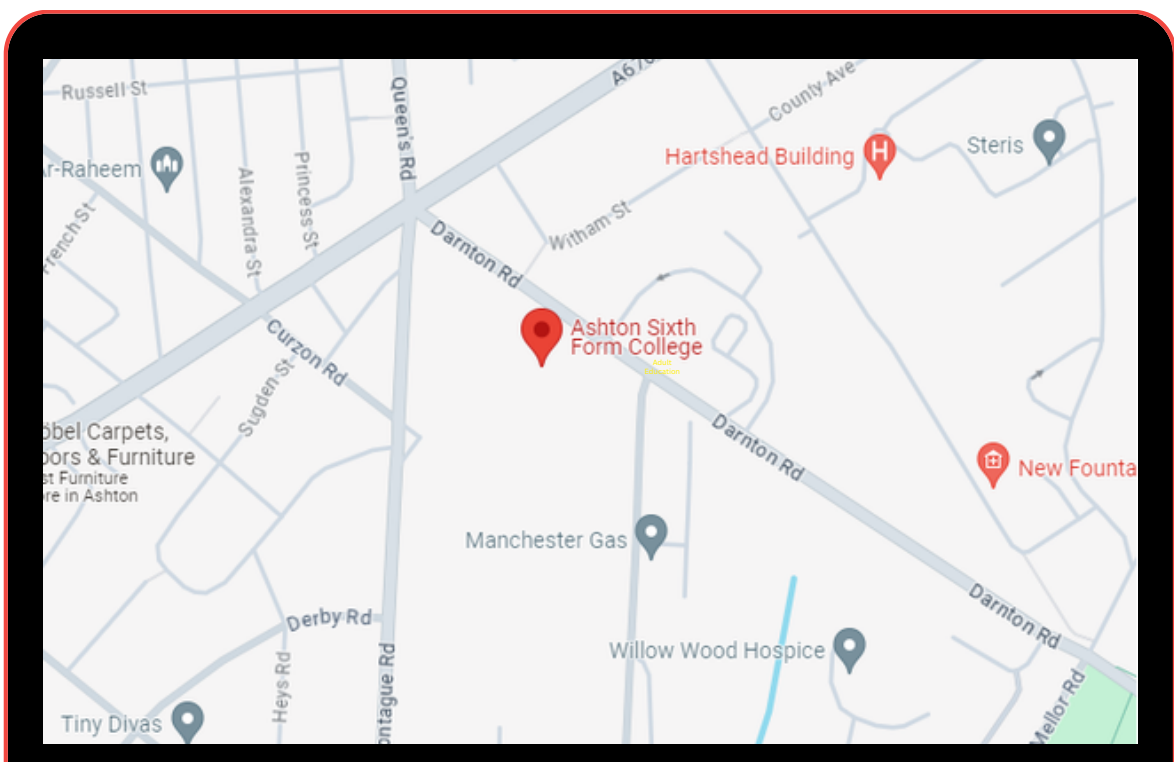 A670
Queen's Rd
County Ave
Russell St
Steris
Hartshead Building
Ar-Raheem
Princess St
Alexandra St
French St
Witham St
Darnton Rd
Ashton Sixth
Form College
Adult
Education
Curzon Rd
Sugden St
Darnton Rd
öbel Carpets,
oors & Furniture
st Furniture
re in Ashton
New Founta
Manchester Gas
Darnton Rd
Derby Rd
Willow Wood Hospice
Heys Rd
ontague Rd
Mellor Rd
Tiny Divas